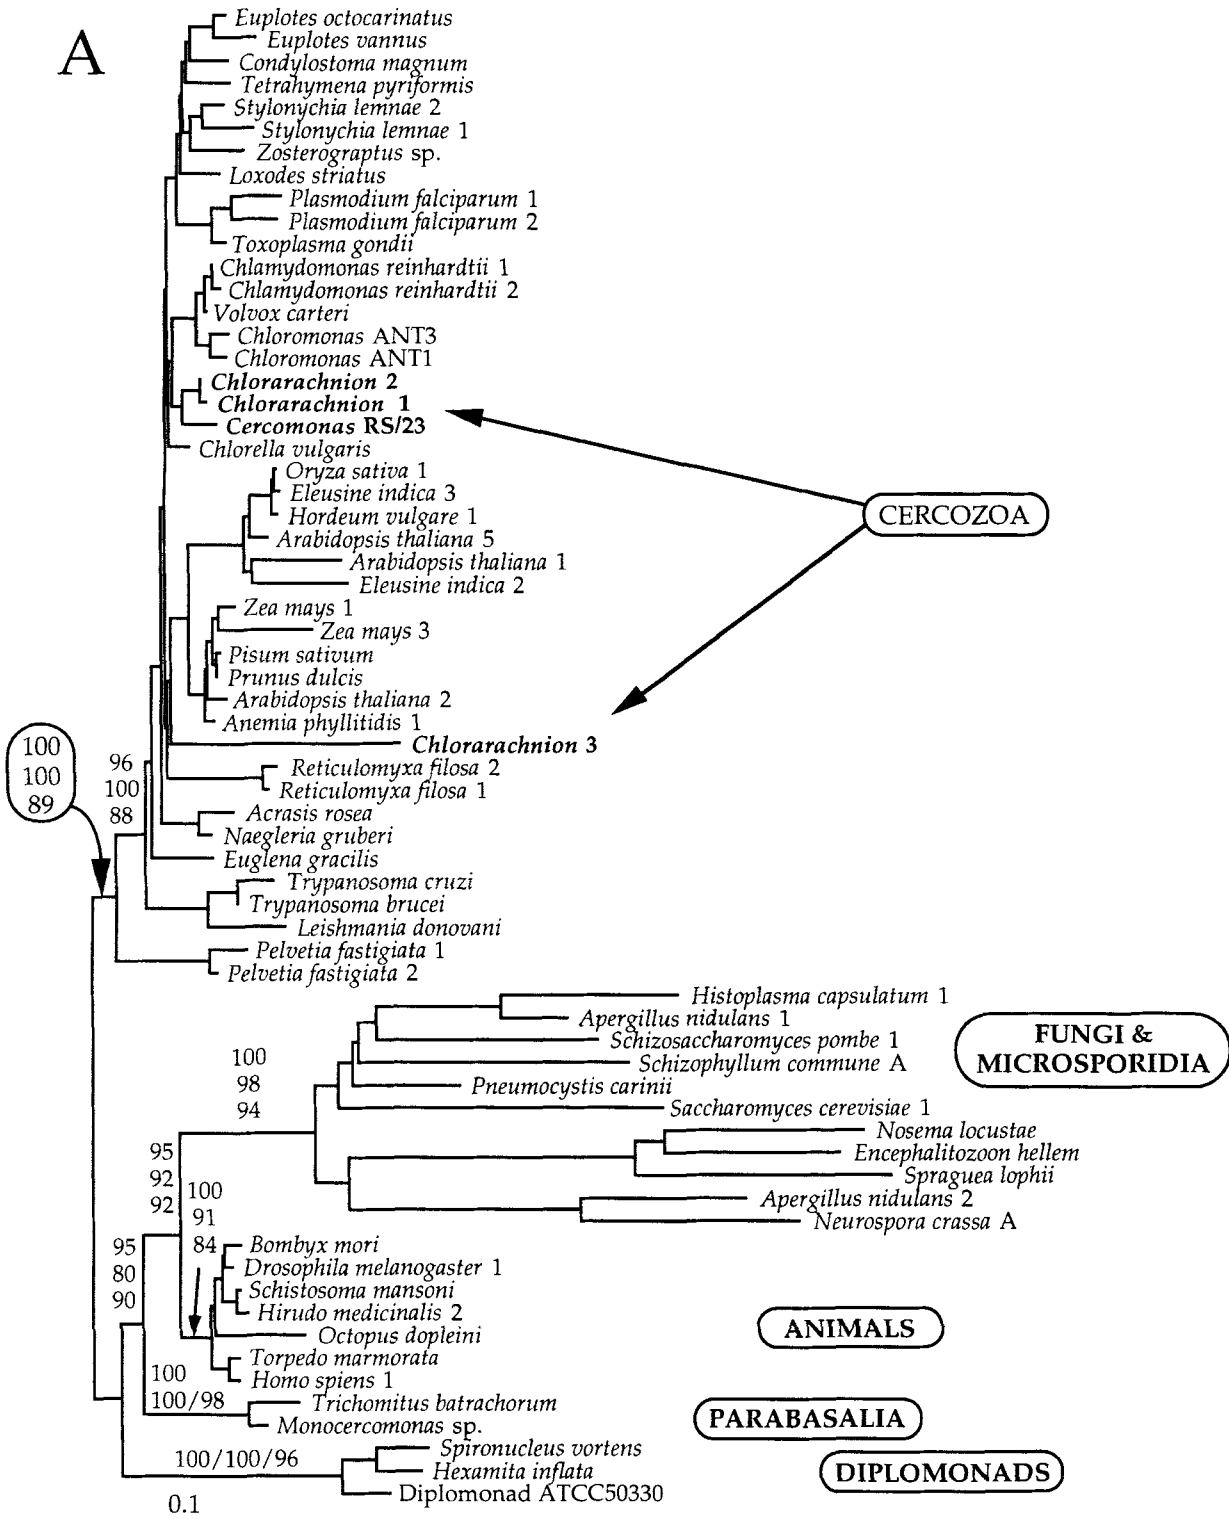 A
Euplotes octocarinatus
Euplotes vannus
Condylostoma magnum
Tetrahymena pyriformis
Stylonychia lemnae 2
Stylonychia lemnae 1
Zosterograptus sp.
Loxodes striatus
Plasmodium falciparum 1
Plasmodium falciparum 2
Toxoplasma gondii
Chlamydomonas reinhardtii 1
Chlamydomonas reinhardtii 2
Volvox carteri
Chloromonas ANT3
Chloromonas ANT1
Chlorarachnion 2
Chlorarachnion 1
Cercomonas RS/23
Chlorella vulgaris
Oryza sativa 1
Eleusine indica 3
Hordeum vulgare 1
Arabidopsis thaliana 5
Arabidopsis thaliana 1
Eleusine indica 2
CERCOZOA
Zea mays 1
Zea mays 3
Pisum sativum
Prunus dulcis
Arabidopsis thaliana 2
Anemia phyllitidis 1
Chlorarachnion 3
Reticulomyxa filosa 2
Reticulomyxa filosa 1
Acrasis rosea
Naegleria gruberi
Euglena gracilis
Trypanosoma cruzi
Trypanosoma brucei
Leishmania donovani
Pelvetia fastigiata 1
Pelvetia fastigiata 2
100
100
89
96
100
88
Histoplasma capsulatum 1
Apergillus nidulans 1
Schizosaccharomyces pombe 1
Schizophyllum commune A
Pneumocystis carinii
Saccharomyces cerevisiae 1
Nosema locustae
Encephalitozoon hellem
Spraguea lophii
Apergillus nidulans 2
Neurospora crassa A
FUNGI &
MICROSPORIDIA
100
98
94
95
92
92
100
91
84
95
80
90
Bombyx mori
Drosophila melanogaster 1
Schistosoma mansoni
Hirudo medicinalis 2
Octopus dopleini
Torpedo marmorata
Homo spiens 1
ANIMALS
100
100/98
Trichomitus batrachorum
Monocercomonas sp.
PARABASALIA
100/100/96
Spironucleus vortens
Hexamita inflata
Diplomonad ATCC50330
DIPLOMONADS
0.1